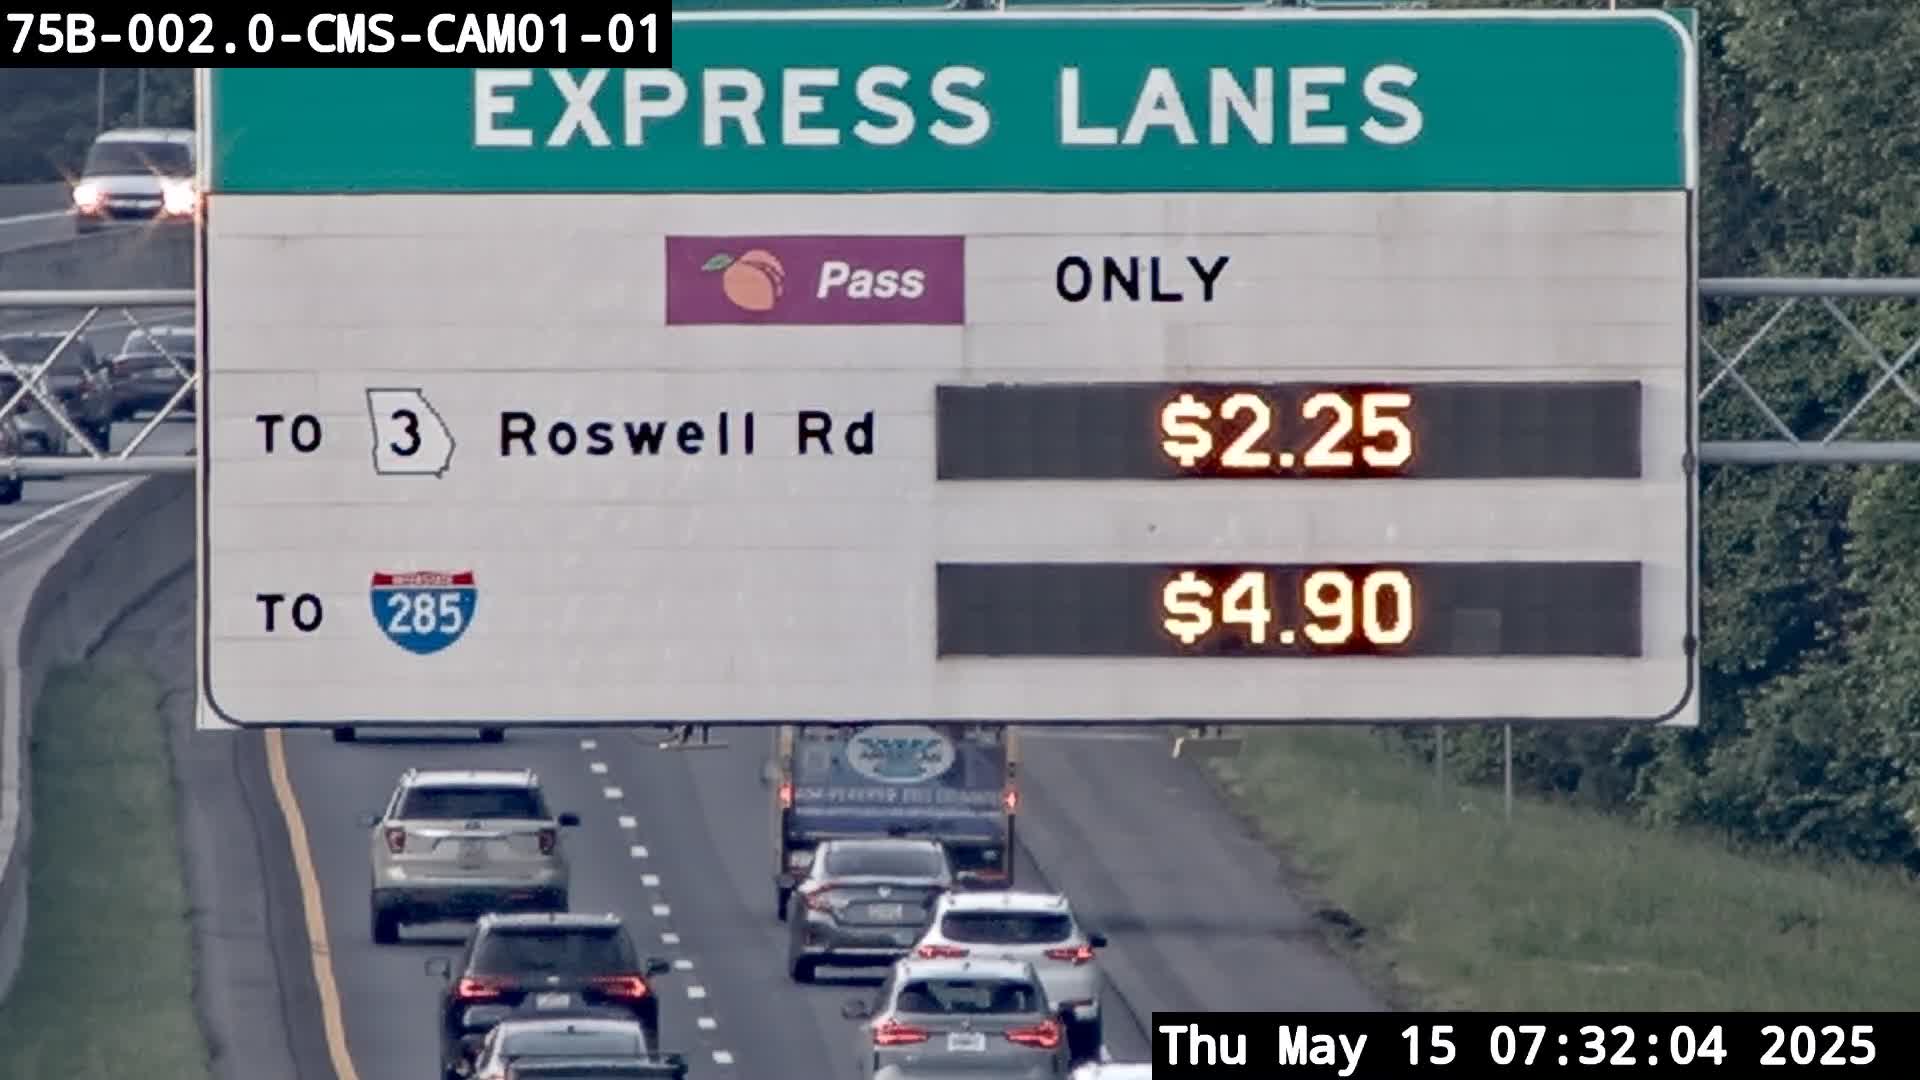 75B-002.0-CMS-CAM01-01
EXPRESS LANES
Pass ONLY
TO 3 Roswell Rd $2.25
INTERSTATE
TO 285 $4.90
Thu May 15 07:32:04 2025